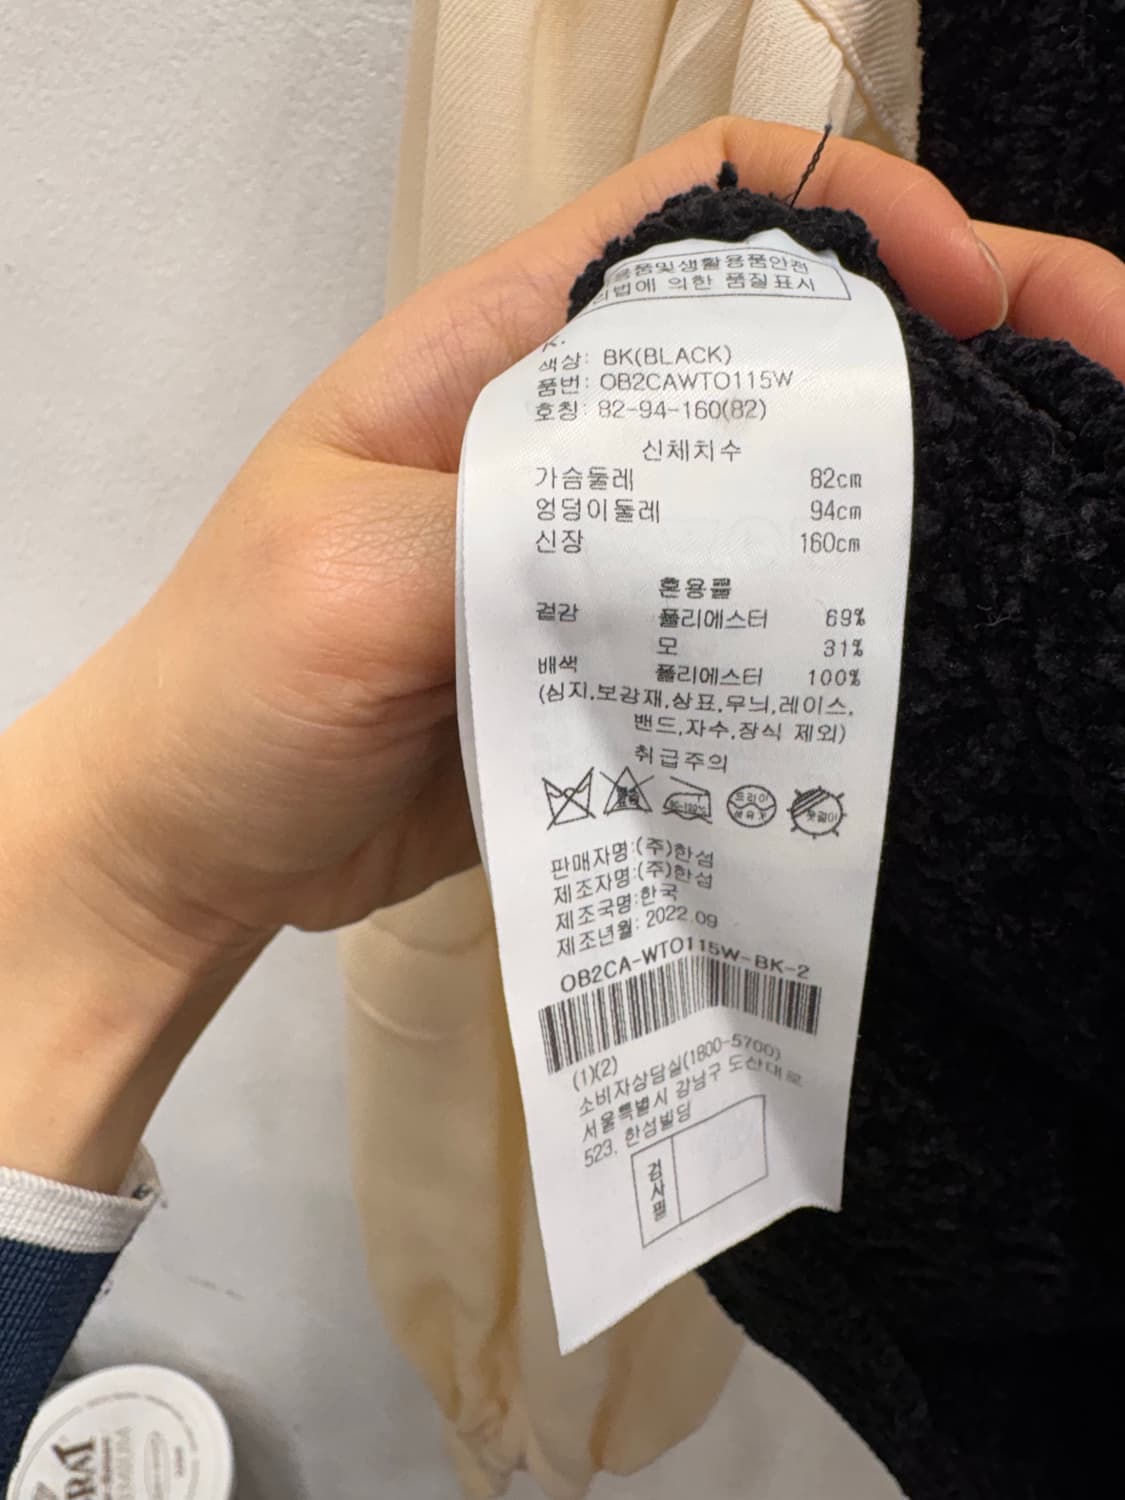 용품및생활용품안전
리법에 의한 품질표시
색상: BK(BLACK)
품번: OB2CAWTO115W
호칭: 82-94-160(82)
신체치수
가슴둘레 82cm
엉덩이둘레 94cm
신장 160cm
혼용률
겉감 폴리에스터 69%
모 31%
배색 폴리에스터 100%
(심지,보강재,상표,무늬,레이스,
밴드,자수,장식 제외)
취급주의
드라이
옷걸이
판매자명:(주)한섬
제조자명:(주)한섬
제조국명:한국
제조년월: 2022.09
OB2CA-WTO115W-BK-2
(1)(2)
소비자상담실(1800-5700)
서울특별시 강남구 도산대로
523, 한섬빌딩
검사필